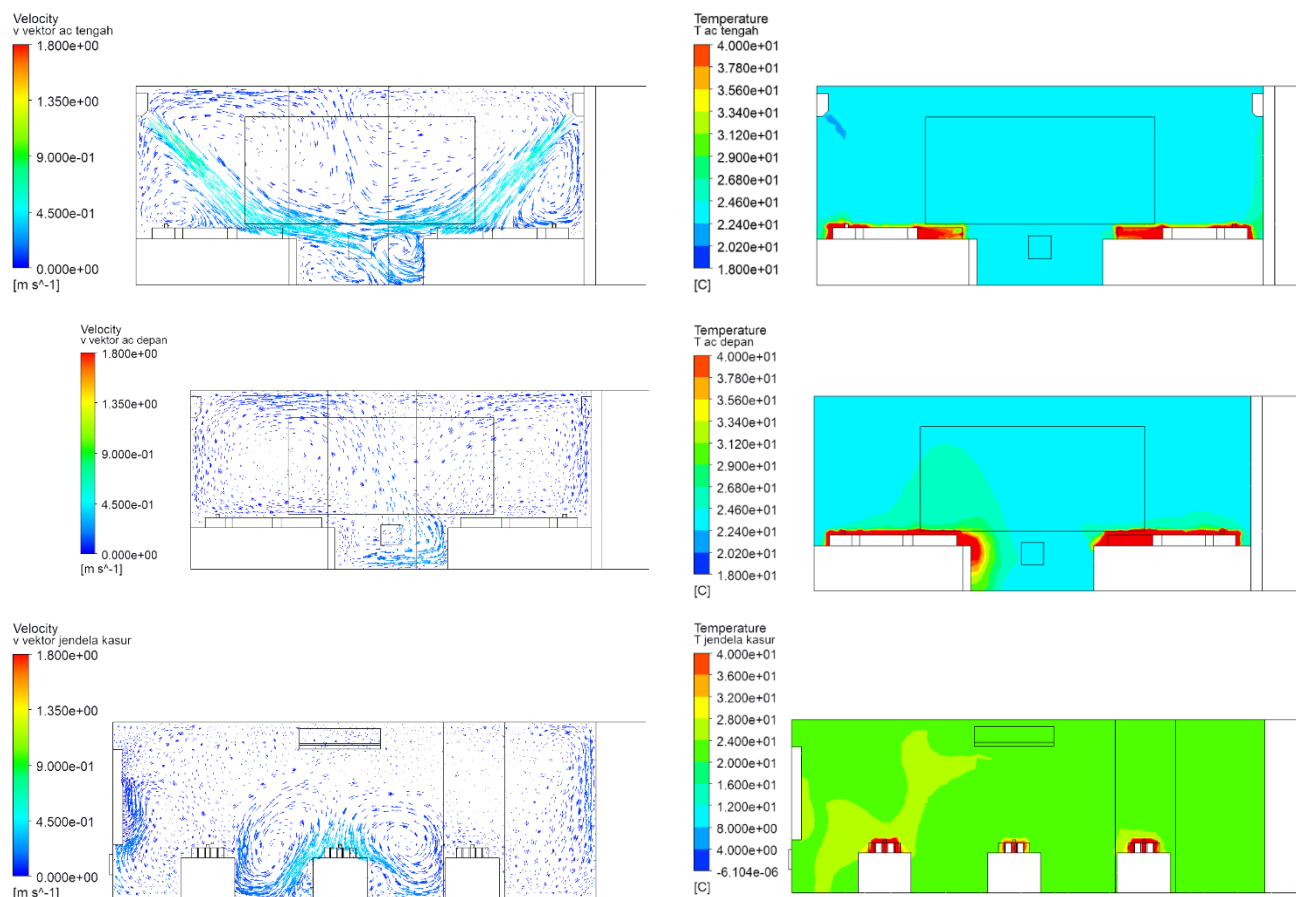 Velocity
v vektor ac tengah
1.800e+00
1.350e+00
9.000e-01
4.500e-01
0.000e+00
[m s^-1]
Temperature
T ac tengah
4.000e+01
3.780e+01
3.560e+01
3.340e+01
3.120e+01
2.900e+01
2.680e+01
2.460e+01
2.240e+01
2.020e+01
1.800e+01
[C]
Velocity
v vektor ac depan
1.800e+00
1.350e+00
9.000e-01
4.500e-01
0.000e+00
[m s^-1]
Temperature
T ac depan
4.000e+01
3.780e+01
3.560e+01
3.340e+01
3.120e+01
2.900e+01
2.680e+01
2.460e+01
2.240e+01
2.020e+01
1.800e+01
[C]
Velocity
v vektor jendela kasur
1.800e+00
1.350e+00
9.000e-01
4.500e-01
0.000e+00
[m s^-1]
Temperature
T jendela kasur
4.000e+01
3.600e+01
3.200e+01
2.800e+01
2.400e+01
2.000e+01
1.600e+01
1.200e+01
8.000e+00
4.000e+00
-6.104e-06
[C]